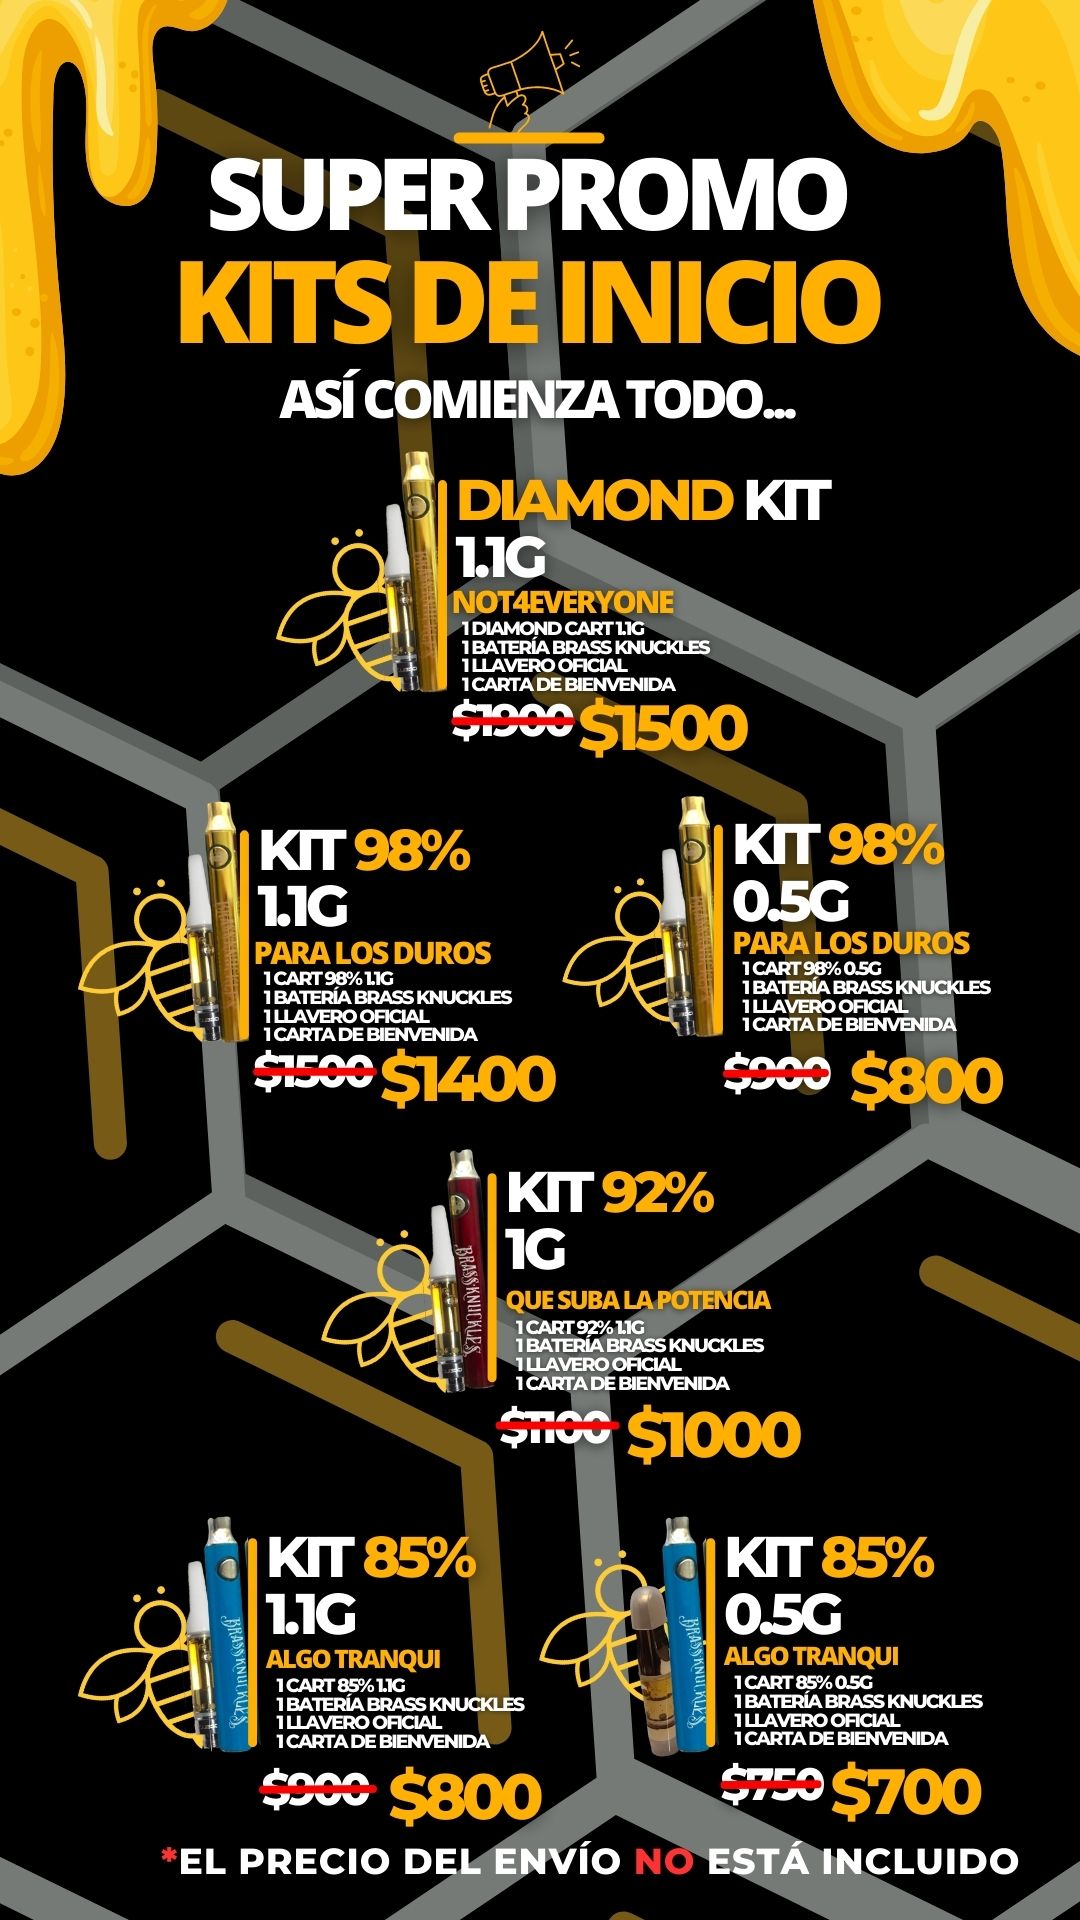 SUPER PROMO
KITS DE INICIO
ASÍ COMIENZA TODO...
DIAMOND KIT
1.1G
NOT4EVERYONE
1 DIAMOND CART 1.1G
1 BATERÍA BRASS KNUCKLES
1 LLAVERO OFICIAL
1 CARTA DE BIENVENIDA
$1900 $1500
KIT 98%
1.1G
PARA LOS DUROS
1 CART 98% 1.1G
1 BATERÍA BRASS KNUCKLES
1 LLAVERO OFICIAL
1 CARTA DE BIENVENIDA
$1500 $1400
KIT 98%
0.5G
PARA LOS DUROS
1 CART 98% 0.5G
1 BATERÍA BRASS KNUCKLES
1 LLAVERO OFICIAL
1 CARTA DE BIENVENIDA
$900 $800
BRASS KNUCKLES
KIT 92%
1G
QUE SUBA LA POTENCIA
1 CART 92% 1.1G
1 BATERÍA BRASS KNUCKLES
1 LLAVERO OFICIAL
1 CARTA DE BIENVENIDA
$1100 $1000
BRASS KNUCKLES
KIT 85%
1.1G
ALGO TRANQUI
1 CART 85% 1.1G
1 BATERÍA BRASS KNUCKLES
1 LLAVERO OFICIAL
1 CARTA DE BIENVENIDA
$900 $800
BRASS KNUCKLES
KIT 85%
0.5G
ALGO TRANQUI
1 CART 85% 0.5G
1 BATERÍA BRASS KNUCKLES
1 LLAVERO OFICIAL
1 CARTA DE BIENVENIDA
$750 $700
*EL PRECIO DEL ENVÍO NO ESTÁ INCLUIDO